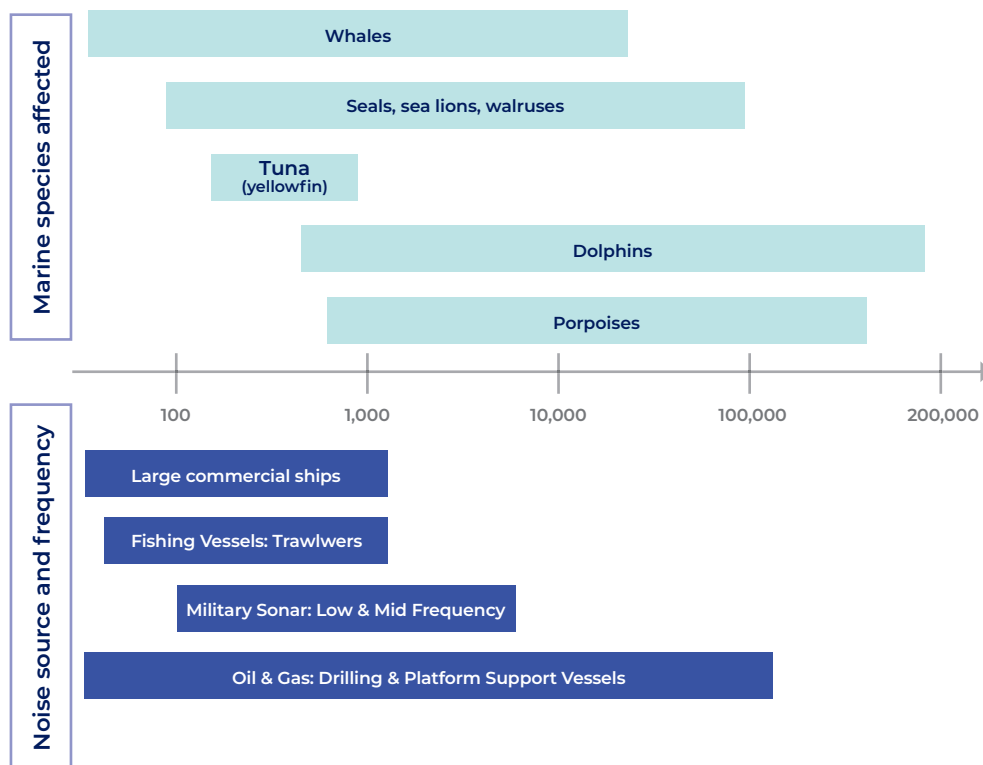 Marine species affected
Whales
Seals, sea lions, walruses
Tuna
(yellowfin)
Dolphins
Porpoises
100
1,000
10,000
100,000
200,000
Noise source and frequency
Large commercial ships
Fishing Vessels: Trawlwers
Military Sonar: Low & Mid Frequency
Oil & Gas: Drilling & Platform Support Vessels